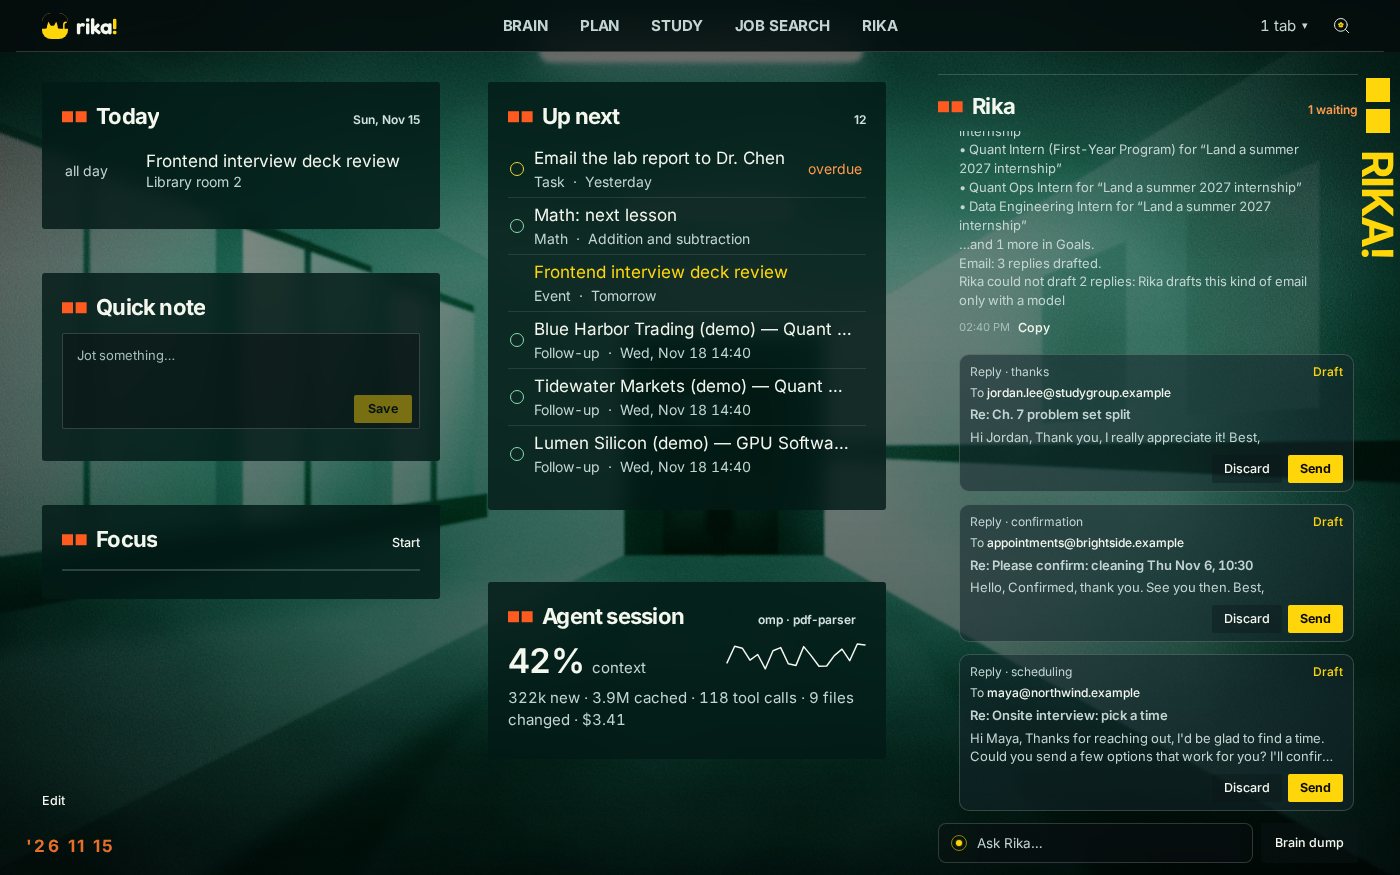 rika!
BRAIN PLAN STUDY JOB SEARCH RIKA
1 tab ▾
Today
Sun, Nov 15
all day
Frontend interview deck review
Library room 2
Quick note
Jot something...
Save
Focus
Start
Edit
'26 11 15
Up next
12
Email the lab report to Dr. Chen
Task · Yesterday
overdue
Math: next lesson
Math · Addition and subtraction
Frontend interview deck review
Event · Tomorrow
Blue Harbor Trading (demo) — Quant ...
Follow-up · Wed, Nov 18 14:40
Tidewater Markets (demo) — Quant ...
Follow-up · Wed, Nov 18 14:40
Lumen Silicon (demo) — GPU Softwa...
Follow-up · Wed, Nov 18 14:40
Agent session
omp · pdf-parser
42% context
322k new · 3.9M cached · 118 tool calls · 9 files
changed · $3.41
Rika
1 waiting
internship”
• Quant Intern (First-Year Program) for “Land a summer
2027 internship”
• Quant Ops Intern for “Land a summer 2027 internship”
• Data Engineering Intern for “Land a summer 2027
internship”
...and 1 more in Goals.
Email: 3 replies drafted.
Rika could not draft 2 replies: Rika drafts this kind of email
only with a model
02:40 PM Copy
Reply · thanks
Draft
To jordan.lee@studygroup.example
Re: Ch. 7 problem set split
Hi Jordan, Thank you, I really appreciate it! Best,
Discard Send
Reply · confirmation
Draft
To appointments@brightside.example
Re: Please confirm: cleaning Thu Nov 6, 10:30
Hello, Confirmed, thank you. See you then. Best,
Discard Send
Reply · scheduling
Draft
To maya@northwind.example
Re: Onsite interview: pick a time
Hi Maya, Thanks for reaching out, I'd be glad to find a time.
Could you send a few options that work for you? I'll confir...
Discard Send
Ask Rika...
Brain dump
RIKA!